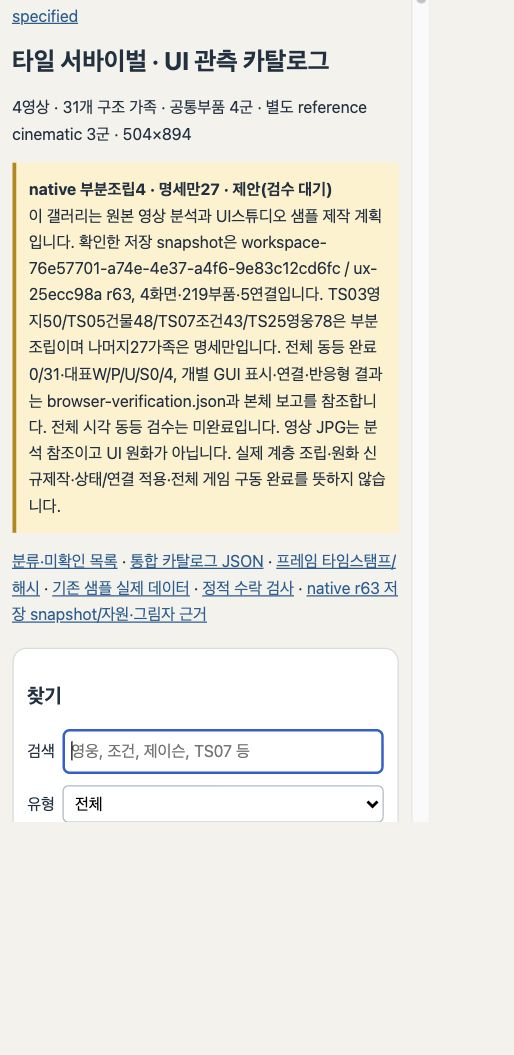 specified
타일 서바이벌 · UI 관측 카탈로그
4영상 · 31개 구조 가족 · 공통부품 4군 · 별도 reference
cinematic 3군 · 504×894
native 부분조립4 · 명세만27 · 제안(검수 대기)
이 갤러리는 원본 영상 분석과 UI스튜디오 샘플 제작 계획
입니다. 확인한 저장 snapshot은 workspace-
76e57701-a74e-4e37-a4f6-9e83c12cd6fc / ux-
25ecc98a r63, 4화면·219부품·5연결입니다. TS03영
지50/TS05건물48/TS07조건43/TS25영웅78은 부분
조립이며 나머지27가족은 명세만입니다. 전체 동등 완료
0/31·대표W/P/U/S0/4, 개별 GUI 표시·연결·반응형 결과
는 browser-verification.json과 본체 보고를 참조합니
다. 전체 시각 동등 검수는 미완료입니다. 영상 JPG는 분
석 참조이고 UI 원화가 아닙니다. 실제 계층 조립·원화 신
규제작·상태/연결 적용·전체 게임 구동 완료를 뜻하지 않습
니다.
분류·미확인 목록 · 통합 카탈로그 JSON · 프레임 타임스탬프/
해시 · 기존 샘플 실제 데이터 · 정적 수락 검사 · native r63 저
장 snapshot/자원·그림자 근거
찾기
검색 영웅, 조건, 제이슨, TS07 등
유형 전체